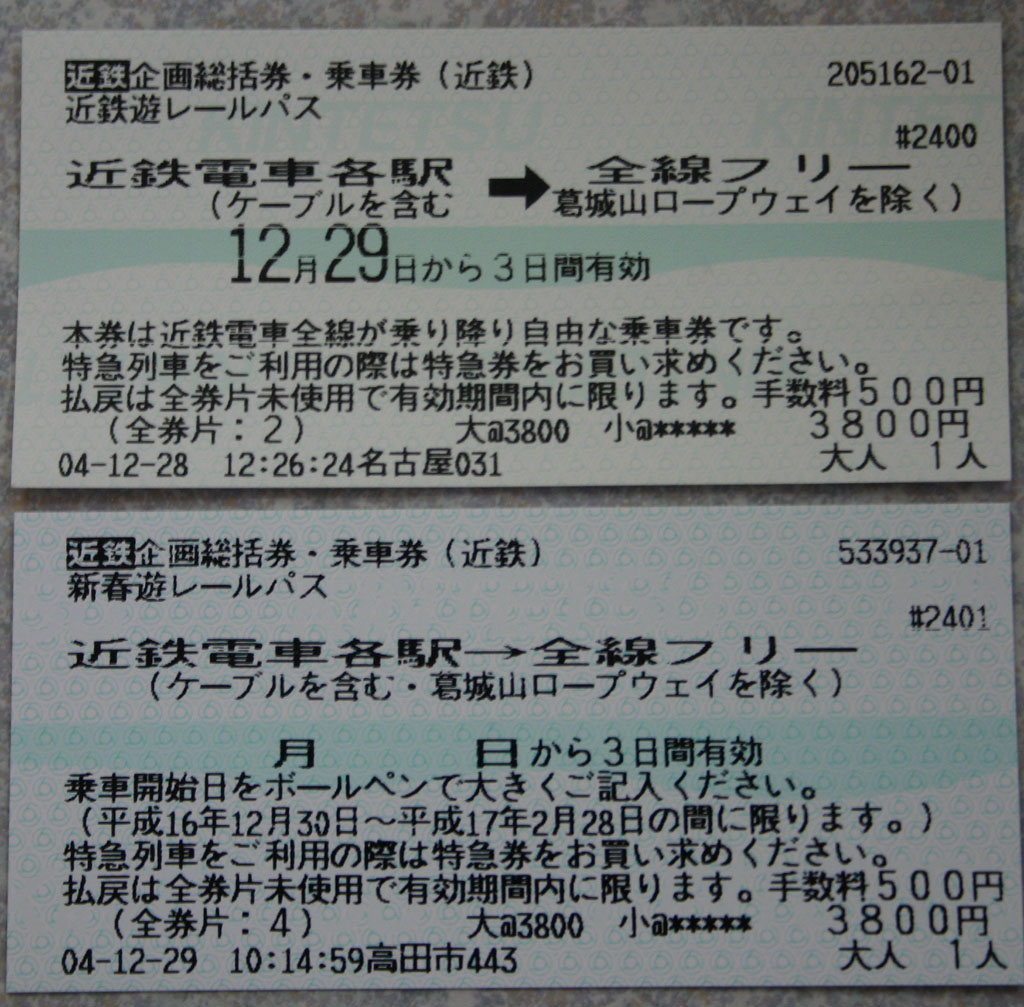 近鉄企画総括券・乗車券（近鉄） 205162-01
近鉄遊レールパス
#2400
近鉄電車各駅 ➡ 全線フリー
（ケーブルを含む 葛城山ロープウェイを除く）
12月29日から３日間有効
本券は近鉄電車全線が乗り降り自由な乗車券です。
特急列車をご利用の際は特急券をお買い求めください。
払戻は全券片未使用で有効期間内に限ります。手数料５００円
（全券片：２） 大@3800 小@***** ３８００円
04-12-28 12:26:24名古屋031 大人 １人
近鉄企画総括券・乗車券（近鉄） 533937-01
新春遊レールパス
#2401
近鉄電車各駅→全線フリー
（ケーブルを含む・葛城山ロープウェイを除く）
月 日から３日間有効
乗車開始日をボールペンで大きくご記入ください。
（平成16年12月30日～平成17年2月28日の間に限ります。）
特急列車をご利用の際は特急券をお買い求めください。
払戻は全券片未使用で有効期間内に限ります。手数料５００円
（全券片：４） 大@3800 小@***** ３８００円
04-12-29 10:14:59高田市443 大人 １人